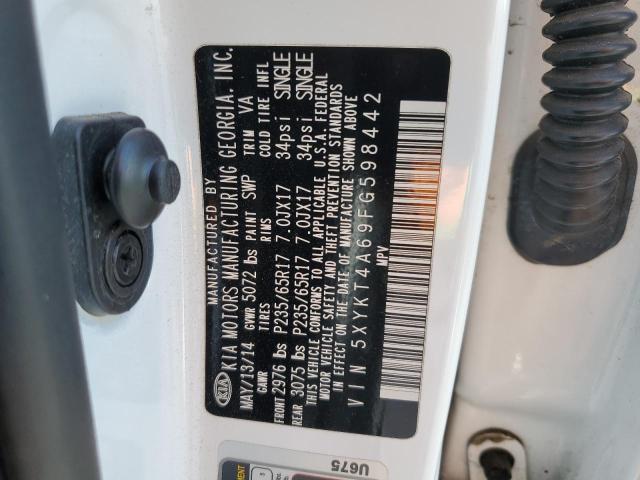 MANUFACTURED BY
KIA KIA MOTORS MANUFACTURING GEORGIA, INC.
MAY/13/14 GVWR 5072 lbs PAINT SWP TRIM VA
GAWR TIRES RIMS COLD TIRE INFL
FRONT 2976 lbs P235/65R17 7.0JX17 34psi SINGLE
REAR 3075 lbs P235/65R17 7.0JX17 34psi SINGLE
THIS VEHICLE CONFORMS TO ALL APPLICABLE U.S.A FEDERAL
MOTOR VEHICLE SAFETY AND THEFT PREVENTION STANDARDS
IN EFFECT ON THE DATE OF MANUFACTURE SHOWN ABOVE
VIN 5XYKT4A69FG598442
MPV
U675